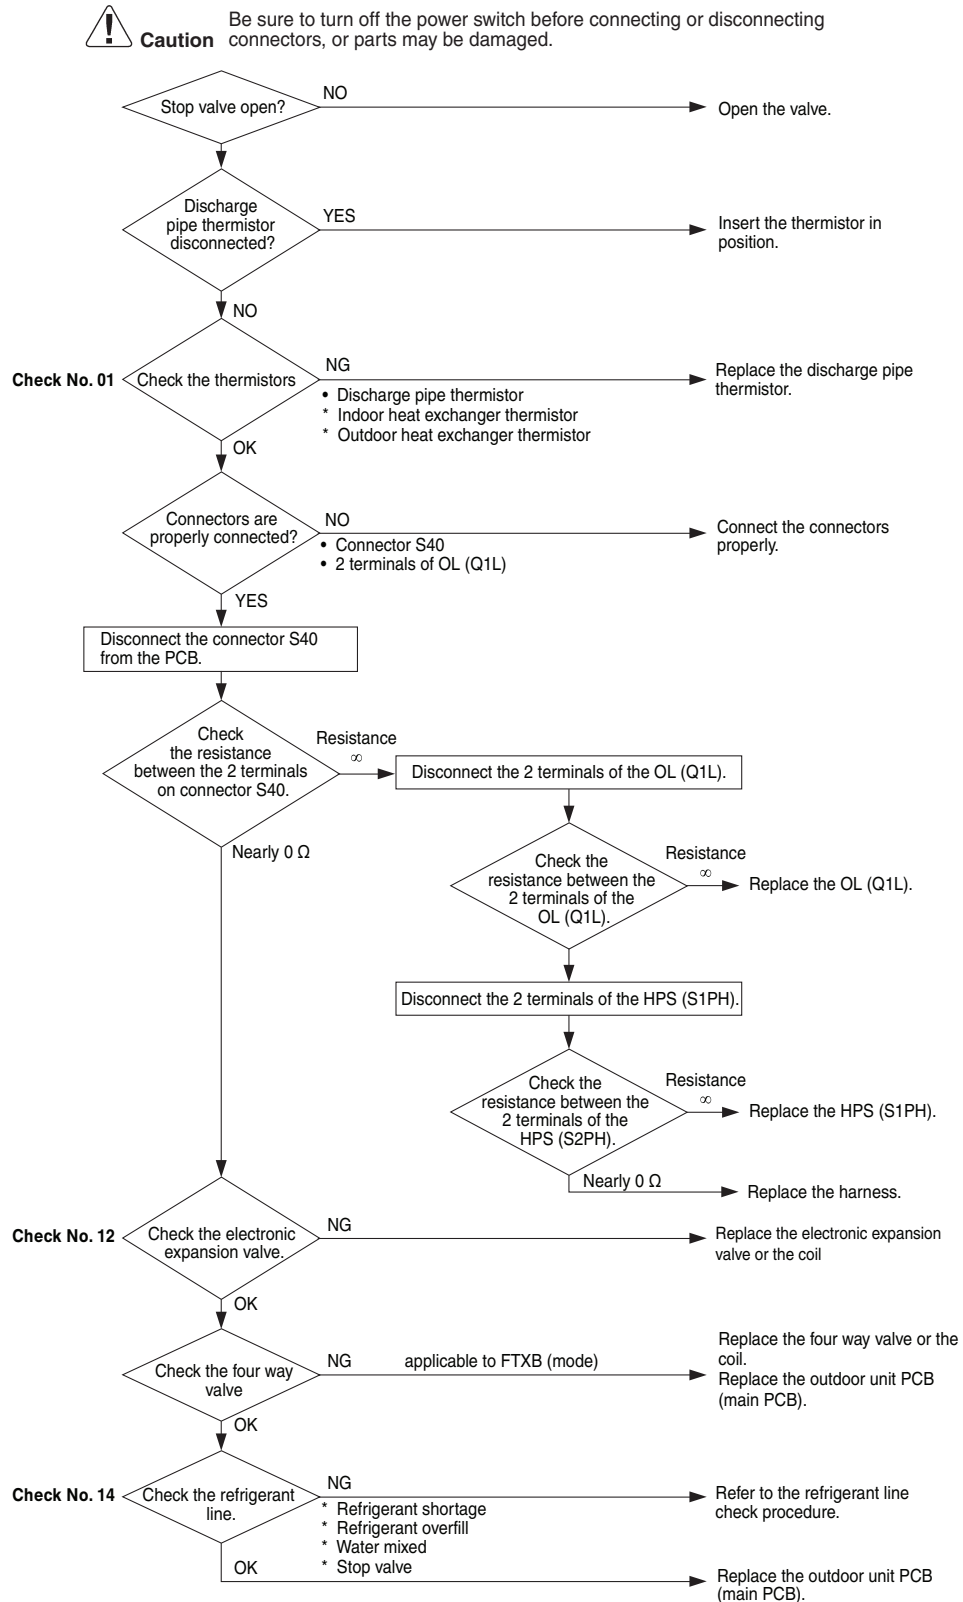 Be sure to turn off the power switch before connecting or disconnecting
Caution connectors, or parts may be damaged.
Stop valve open?
NO
Open the valve.
Discharge
pipe thermistor
disconnected?
YES
Insert the thermistor in
position.
NO
Check No. 01
Check the thermistors
NG
• Discharge pipe thermistor
* Indoor heat exchanger thermistor
* Outdoor heat exchanger thermistor
Replace the discharge pipe
thermistor.
OK
Connectors are
properly connected?
NO
• Connector S40
• 2 terminals of OL (Q1L)
Connect the connectors
properly.
YES
Disconnect the connector S40
from the PCB.
Check
the resistance
between the 2 terminals
on connector S40.
Resistance
∞
Disconnect the 2 terminals of the OL (Q1L).
Nearly 0 Ω
Check the
resistance between the
2 terminals of the
OL (Q1L).
Resistance
∞
Replace the OL (Q1L).
Disconnect the 2 terminals of the HPS (S1PH).
Check the
resistance between the
2 terminals of the
HPS (S2PH).
Resistance
∞
Replace the HPS (S1PH).
Nearly 0 Ω
Replace the harness.
Check No. 12
Check the electronic
expansion valve.
NG
Replace the electronic expansion
valve or the coil
OK
Check the four way
valve
NG
applicable to FTXB (mode)
Replace the four way valve or the
coil.
Replace the outdoor unit PCB
(main PCB).
OK
Check No. 14
Check the refrigerant
line.
NG
* Refrigerant shortage
* Refrigerant overfill
* Water mixed
* Stop valve
Refer to the refrigerant line
check procedure.
OK
Replace the outdoor unit PCB
(main PCB).